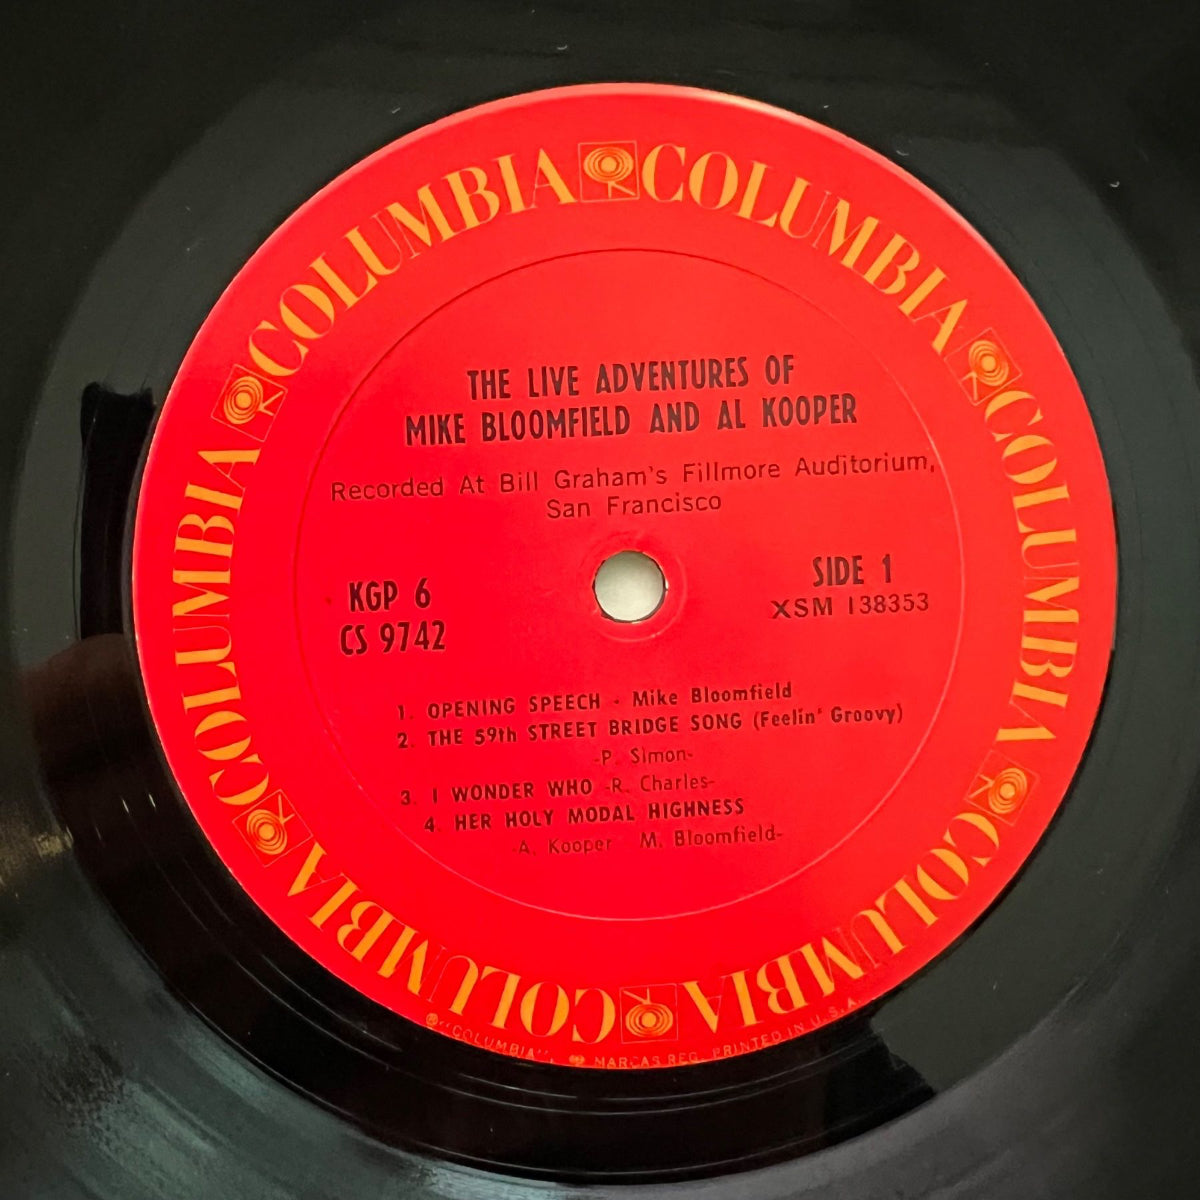 COLUMBIA COLUMBIA COLUMBIA COLUMBIA COLUMBIA COLUMBIA
THE LIVE ADVENTURES OF
MIKE BLOOMFIELD AND AL KOOPER
Recorded At Bill Graham's Fillmore Auditorium,
San Francisco
KGP 6
CS 9742
SIDE 1
XSM 138353
1. OPENING SPEECH - Mike Bloomfield
2. THE 59th STREET BRIDGE SONG (Feelin' Groovy)
-P. Simon-
3. I WONDER WHO -R. Charles-
4. HER HOLY MODAL HIGHNESS
-A. Kooper M. Bloomfield-
® "COLUMBIA", MARCAS REG. PRINTED IN U.S.A.